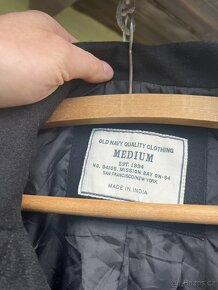 OLD NAVY QUALITY CLOTHING
MEDIUM
EST. 1994
NO. 94105, MISSION BAY ON-94
SAN FRANCISCO/NEW YORK
MADE IN INDIA